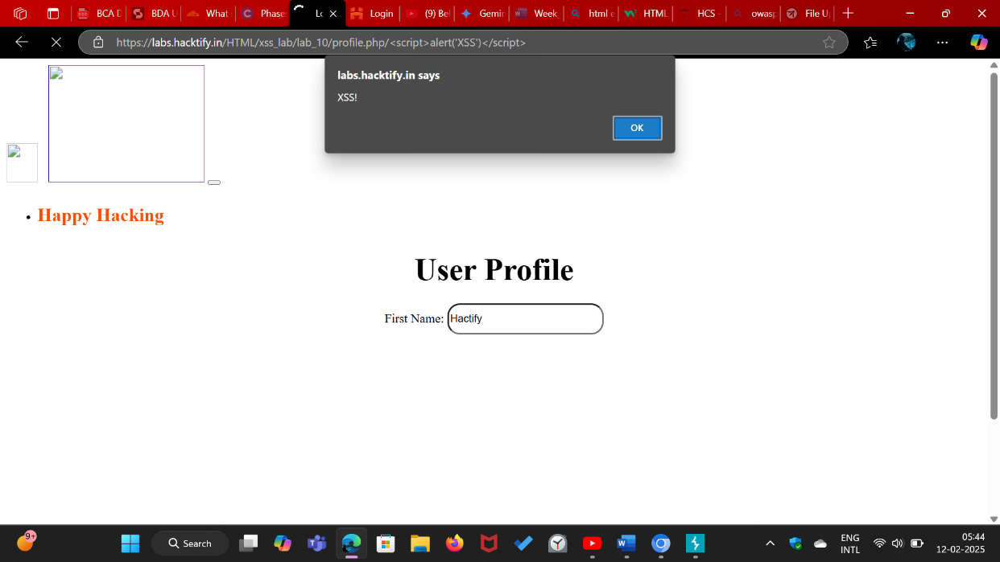 BCA D
BDA U
What
Phase
Lo
Login
(9) Bel
Gemin
Week_
html e
HTML
HCS -
owasp
File U
https://labs.hacktify.in/HTML/xss_lab/lab_10/profile.php/<script>alert('XSS')</script>
labs.hacktify.in says
XSS!
OK
Happy Hacking
User Profile
First Name: Hactify
9+
Search
ENG
INTL
05:44
12-02-2025